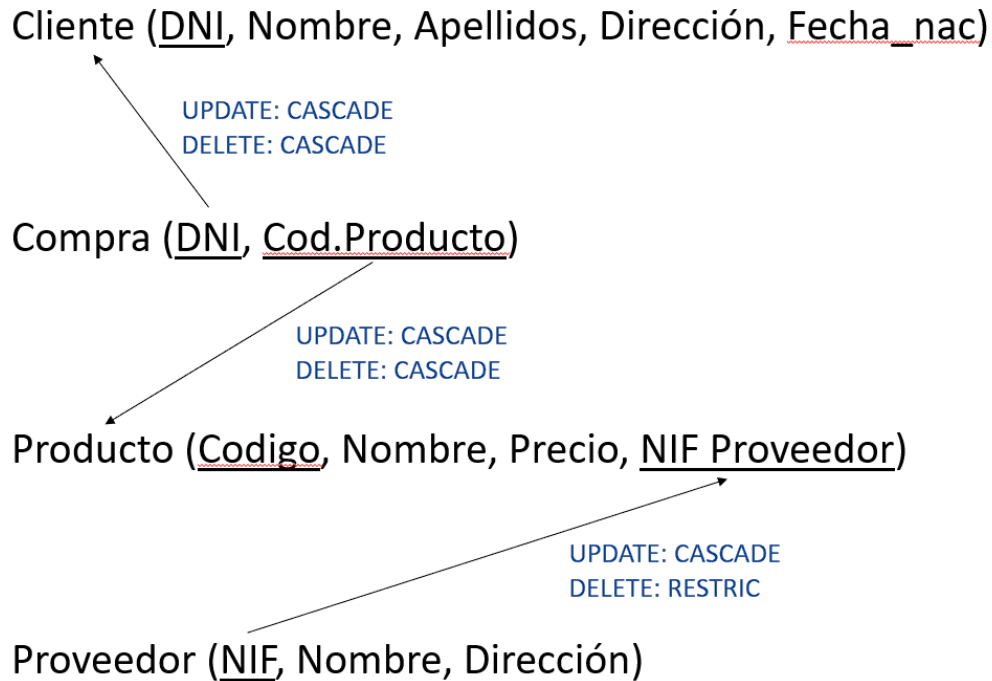 Cliente (DNI, Nombre, Apellidos, Dirección, Fecha_nac)
UPDATE: CASCADE
DELETE: CASCADE
Compra (DNI, Cod.Producto)
UPDATE: CASCADE
DELETE: CASCADE
Producto (Codigo, Nombre, Precio, NIF Proveedor)
UPDATE: CASCADE
DELETE: RESTRIC
Proveedor (NIF, Nombre, Dirección)